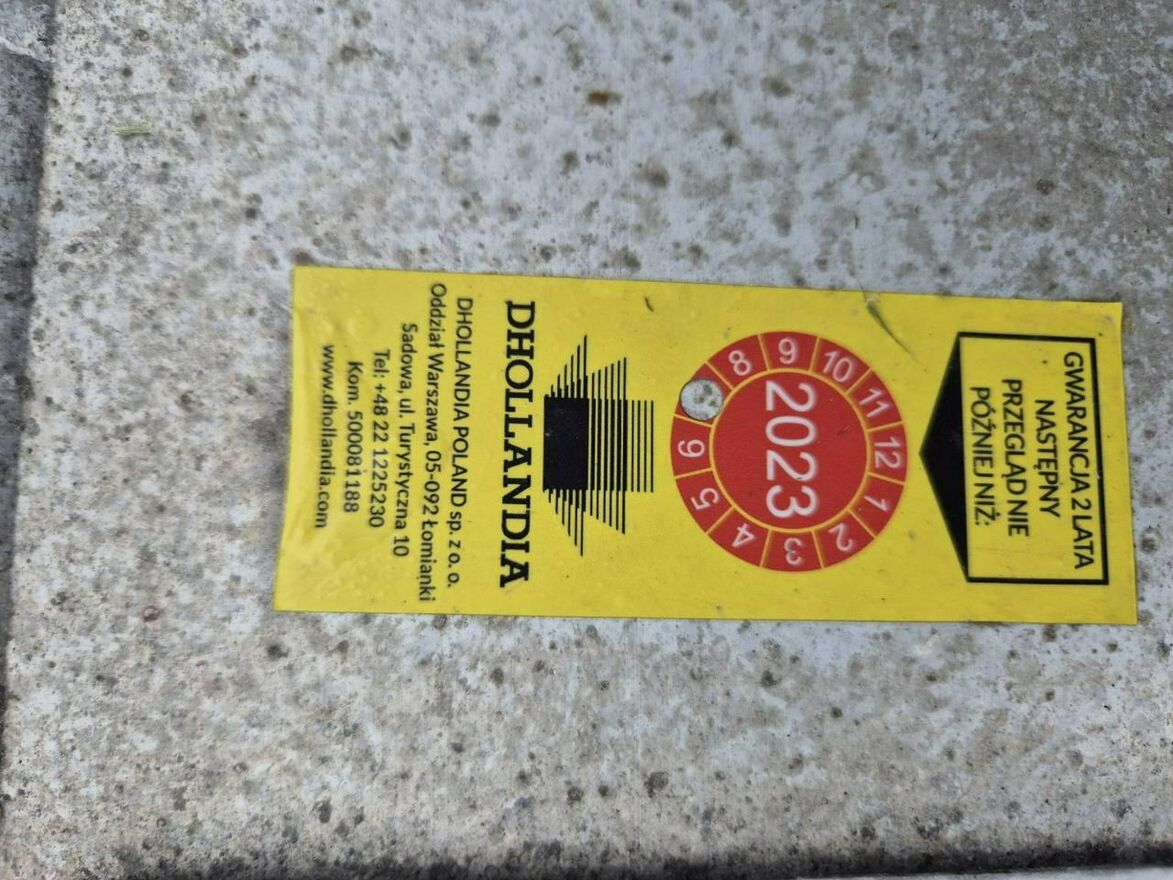 GWARANCJA 2 LATA
NASTĘPNY
PRZEGLĄD NIE
PÓŹNIEJ NIŻ:
12
1
2
3
4
5
6
8
9
10
11
2023
DHOLLANDIA
DHOLLANDIA POLAND sp. z o. o.
Oddział Warszawa, 05-092 Łomianki
Sadowa, ul. Turystyczna 10
Tel: +48 22 1225230
Kom. 500081188
www.dhollandia.com